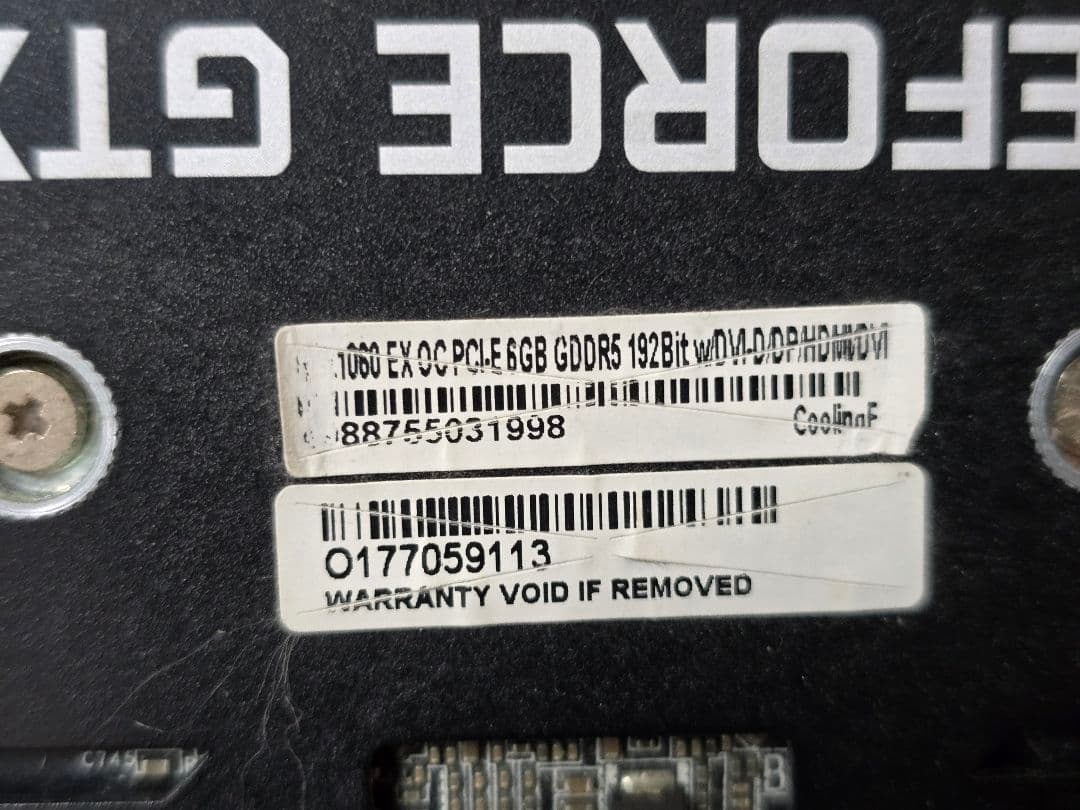 EFORCE GTX
.1060 EX OC PCI-E 6GB GDDR5 192Bit w/DVI-D/DP/HDMI/DVI
88755031998
CoolingF
O177059113
WARRANTY VOID IF REMOVED
C745